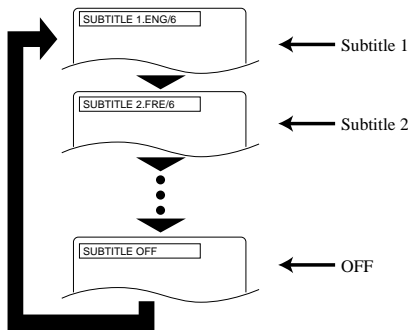 SUBTITLE 1.ENG/6
Subtitle 1
SUBTITLE 2.FRE/6
Subtitle 2
SUBTITLE OFF
OFF